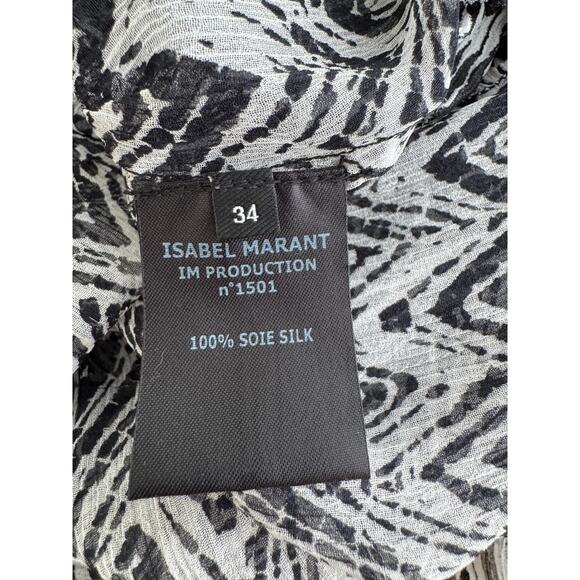 34
ISABEL MARANT
IM PRODUCTION
n°1501
100% SOIE SILK